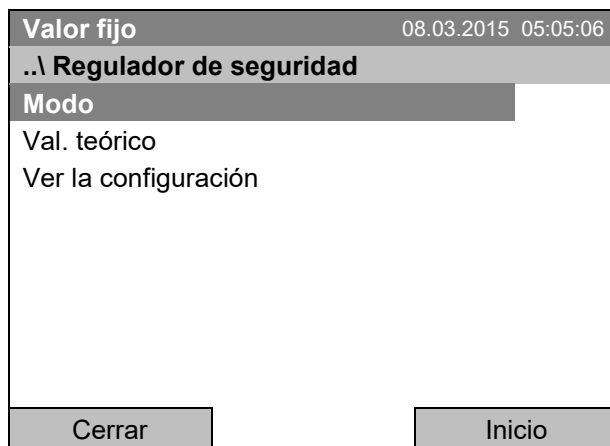 Valor fijo 08.03.2015 05:05:06
..\ Regulador de seguridad
Modo
Val. teórico
Ver la configuración
Cerrar Inicio